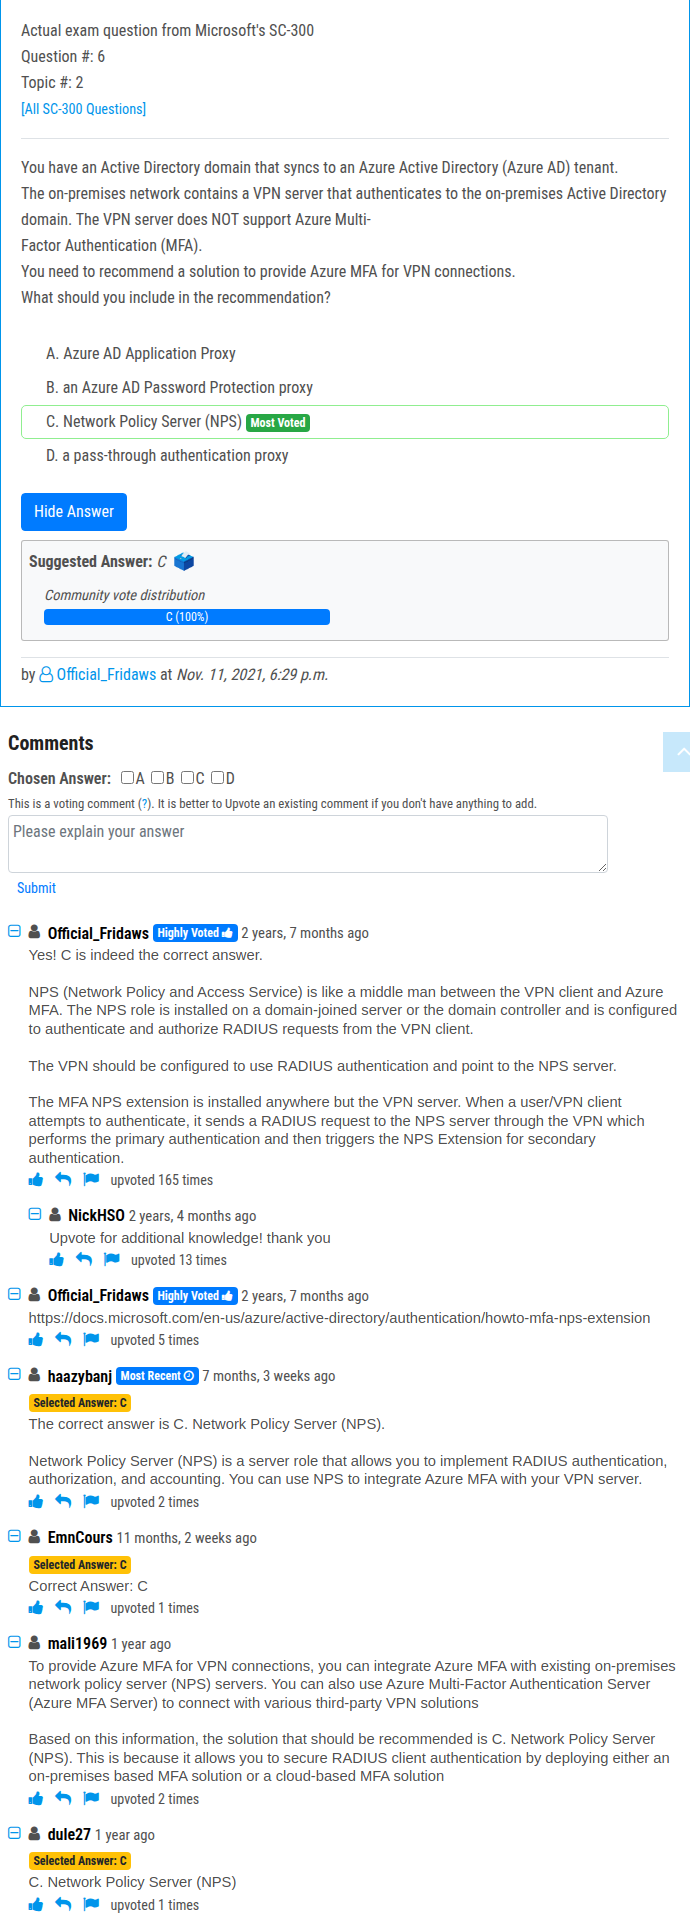 Actual exam question from Microsoft's SC-300
Question #: 6
Topic #: 2
[All SC-300 Questions]
You have an Active Directory domain that syncs to an Azure Active Directory (Azure AD) tenant.
The on-premises network contains a VPN server that authenticates to the on-premises Active Directory
domain. The VPN server does NOT support Azure Multi-
Factor Authentication (MFA).
You need to recommend a solution to provide Azure MFA for VPN connections.
What should you include in the recommendation?
A. Azure AD Application Proxy
B. an Azure AD Password Protection proxy
C. Network Policy Server (NPS) Most Voted
D. a pass-through authentication proxy
Hide Answer
Suggested Answer: C
Community vote distribution
C (100%)
by Official_Fridaws at Nov. 11, 2021, 6:29 p.m.
Comments
Chosen Answer: A B C D
This is a voting comment (?). It is better to Upvote an existing comment if you don't have anything to add.
Please explain your answer
Submit
Official_Fridaws Highly Voted 2 years, 7 months ago
Yes! C is indeed the correct answer.
NPS (Network Policy and Access Service) is like a middle man between the VPN client and Azure
MFA. The NPS role is installed on a domain-joined server or the domain controller and is configured
to authenticate and authorize RADIUS requests from the VPN client.
The VPN should be configured to use RADIUS authentication and point to the NPS server.
The MFA NPS extension is installed anywhere but the VPN server. When a user/VPN client
attempts to authenticate, it sends a RADIUS request to the NPS server through the VPN which
performs the primary authentication and then triggers the NPS Extension for secondary
authentication.
upvoted 165 times
NickHSO 2 years, 4 months ago
Upvote for additional knowledge! thank you
upvoted 13 times
Official_Fridaws Highly Voted 2 years, 7 months ago
https://docs.microsoft.com/en-us/azure/active-directory/authentication/howto-mfa-nps-extension
upvoted 5 times
haazybanj Most Recent 7 months, 3 weeks ago
Selected Answer: C
The correct answer is C. Network Policy Server (NPS).
Network Policy Server (NPS) is a server role that allows you to implement RADIUS authentication,
authorization, and accounting. You can use NPS to integrate Azure MFA with your VPN server.
upvoted 2 times
EmnCours 11 months, 2 weeks ago
Selected Answer: C
Correct Answer: C
upvoted 1 times
mali1969 1 year ago
To provide Azure MFA for VPN connections, you can integrate Azure MFA with existing on-premises
network policy server (NPS) servers. You can also use Azure Multi-Factor Authentication Server
(Azure MFA Server) to connect with various third-party VPN solutions
Based on this information, the solution that should be recommended is C. Network Policy Server
(NPS). This is because it allows you to secure RADIUS client authentication by deploying either an
on-premises based MFA solution or a cloud-based MFA solution
upvoted 2 times
dule27 1 year ago
Selected Answer: C
C. Network Policy Server (NPS)
upvoted 1 times